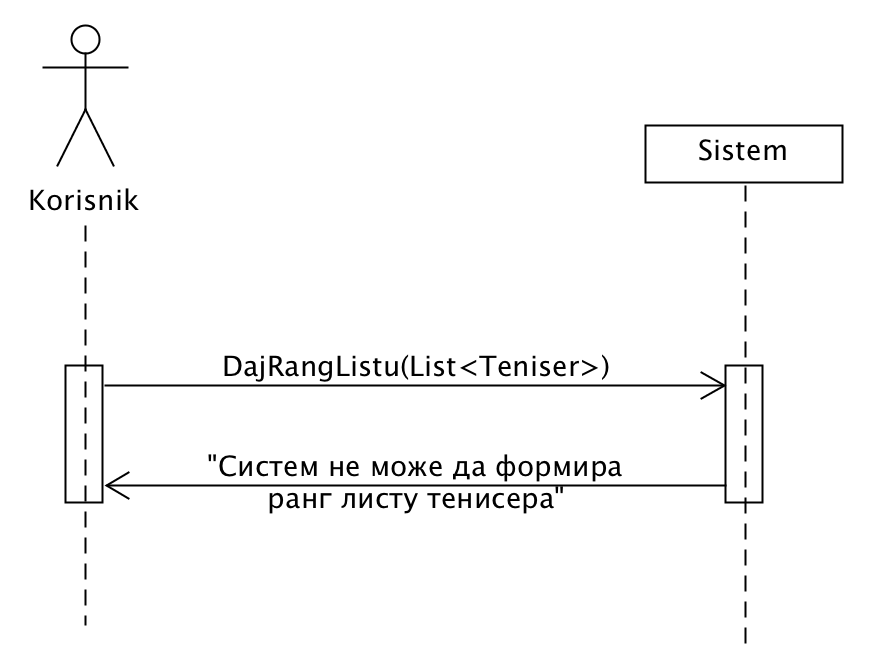 Sistem
Korisnik
DajRangListu(List<Teniser>)
"Систем не може да формира
ранг листу тенисера"